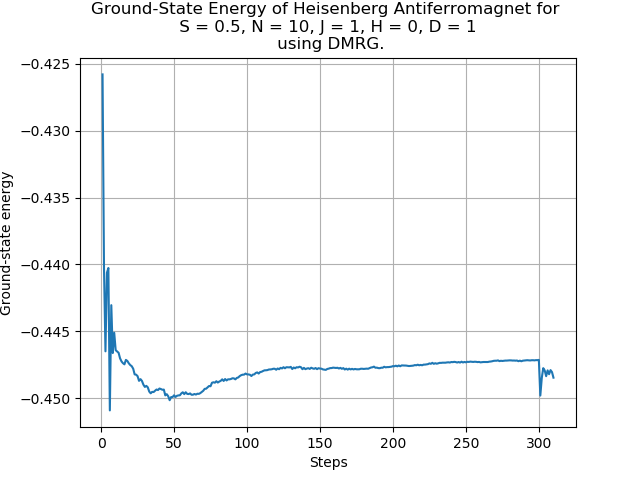 Ground-State Energy of Heisenberg Antiferromagnet for
S = 0.5, N = 10, J = 1, H = 0, D = 1
using DMRG.
−0.425
−0.430
−0.435
−0.440
−0.445
−0.450
Ground-state energy
0 50 100 150 200 250 300
Steps